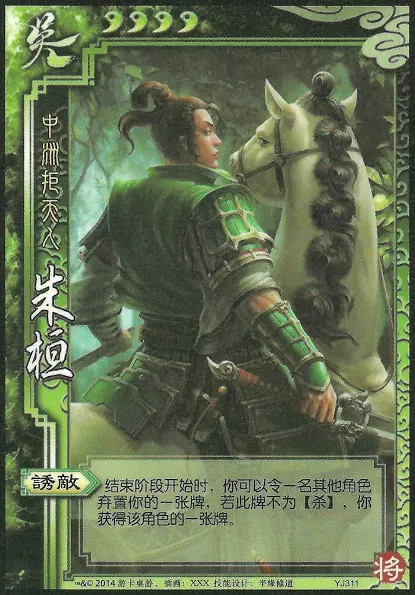 吴
中洲拒天人
朱桓
誘敵
结束阶段开始时，你可以令一名其他角色
弃置你的一张牌，若此牌不为【杀】，你
获得该角色的一张牌。
™&© 2014 游卡桌游，插画：XXX 技能设计：半缘修道
YJ311
将